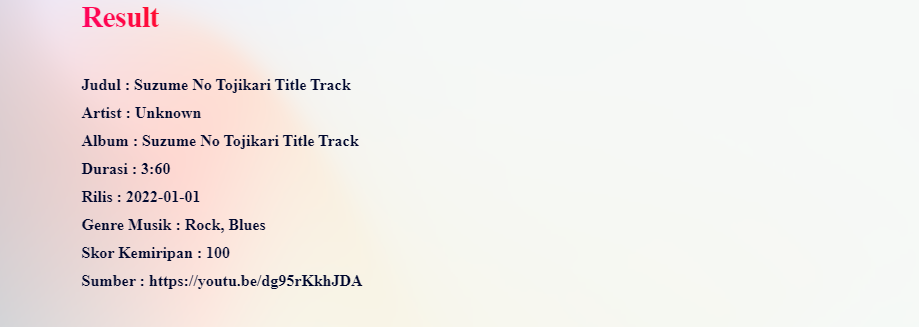 Result
Judul : Suzume No Tojikari Title Track
Artist : Unknown
Album : Suzume No Tojikari Title Track
Durasi : 3:60
Rilis : 2022-01-01
Genre Musik : Rock, Blues
Skor Kemiripan : 100
Sumber : https://youtu.be/dg95rKkhJDA